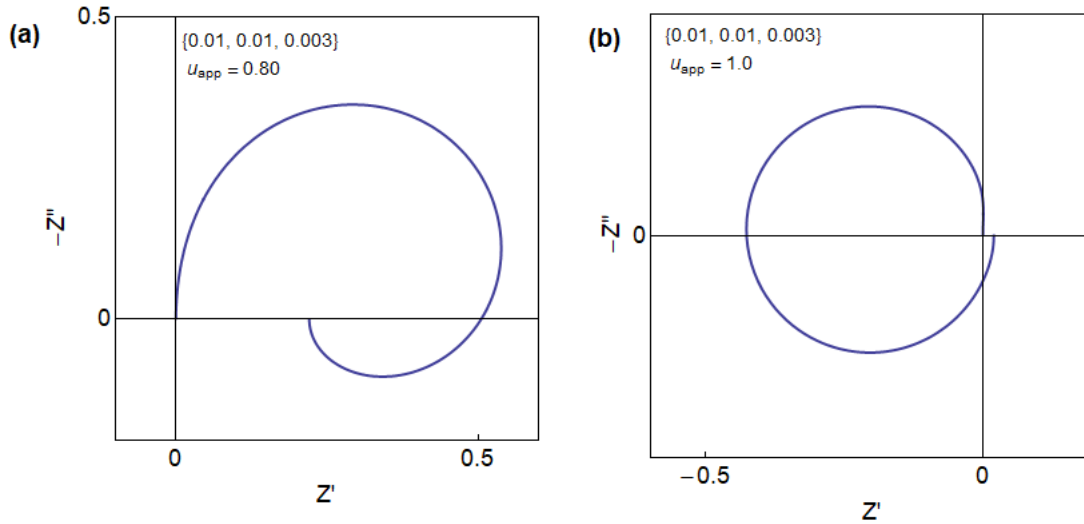 (a)
0.5
{0.01, 0.01, 0.003}
u_app = 0.80
−Z''
0
0
0.5
Z'
(b)
{0.01, 0.01, 0.003}
u_app = 1.0
−Z''
0
−0.5
0
Z'